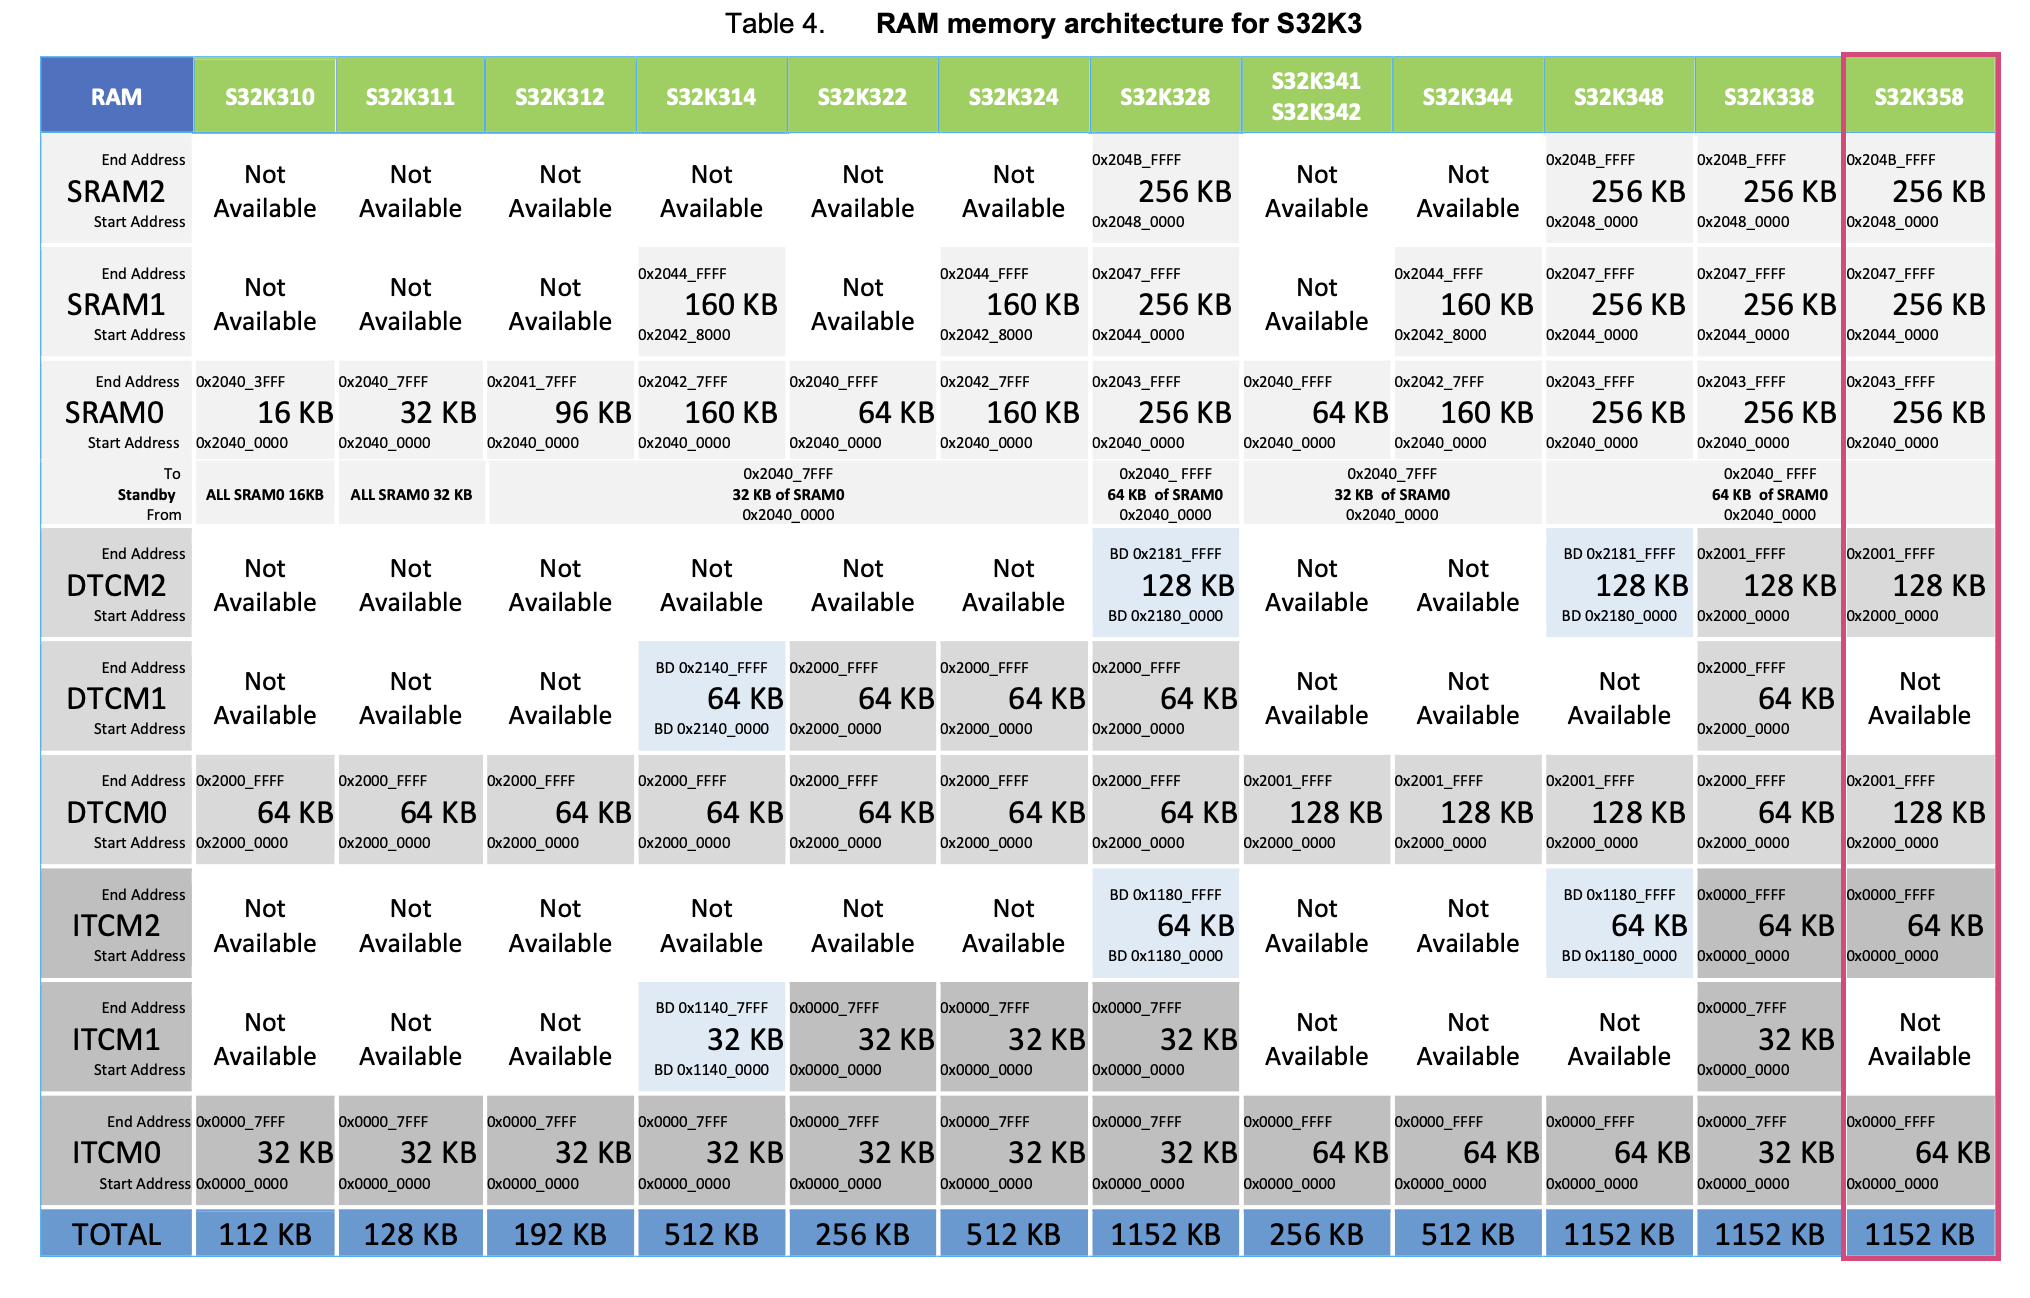 Table 4. RAM memory architecture for S32K3
RAM S32K310 S32K311 S32K312 S32K314 S32K322 S32K324 S32K328 S32K341 S32K342 S32K344 S32K348 S32K338 S32K358
End Address 0x204B_FFFF 0x204B_FFFF 0x204B_FFFF 0x204B_FFFF
SRAM2 Not Available Not Available Not Available Not Available Not Available Not Available 256 KB Not Available Not Available 256 KB 256 KB 256 KB
Start Address 0x2048_0000 0x2048_0000 0x2048_0000 0x2048_0000
End Address 0x2044_FFFF 0x2044_FFFF 0x2047_FFFF 0x2044_FFFF 0x2047_FFFF 0x2047_FFFF 0x2047_FFFF
SRAM1 Not Available Not Available Not Available 160 KB Not Available 160 KB 256 KB Not Available 160 KB 256 KB 256 KB 256 KB
Start Address 0x2042_8000 0x2042_8000 0x2044_0000 0x2042_8000 0x2044_0000 0x2044_0000 0x2044_0000
End Address 0x2040_3FFF 0x2040_7FFF 0x2041_7FFF 0x2042_7FFF 0x2040_FFFF 0x2042_7FFF 0x2043_FFFF 0x2040_FFFF 0x2042_7FFF 0x2043_FFFF 0x2043_FFFF 0x2043_FFFF
SRAM0 16 KB 32 KB 96 KB 160 KB 64 KB 160 KB 256 KB 64 KB 160 KB 256 KB 256 KB 256 KB
Start Address 0x2040_0000 0x2040_0000 0x2040_0000 0x2040_0000 0x2040_0000 0x2040_0000 0x2040_0000 0x2040_0000 0x2040_0000 0x2040_0000 0x2040_0000 0x2040_0000
To 0x2040_7FFF 0x2040_ FFFF 0x2040_7FFF 0x2040_ FFFF
Standby ALL SRAM0 16KB ALL SRAM0 32 KB 32 KB of SRAM0 64 KB of SRAM0 32 KB of SRAM0 64 KB of SRAM0
From 0x2040_0000 0x2040_0000 0x2040_0000 0x2040_0000
End Address BD 0x2181_FFFF BD 0x2181_FFFF 0x2001_FFFF 0x2001_FFFF
DTCM2 Not Available Not Available Not Available Not Available Not Available Not Available 128 KB Not Available Not Available 128 KB 128 KB 128 KB
Start Address BD 0x2180_0000 BD 0x2180_0000 0x2000_0000 0x2000_0000
End Address BD 0x2140_FFFF 0x2000_FFFF 0x2000_FFFF 0x2000_FFFF 0x2000_FFFF
DTCM1 Not Available Not Available Not Available 64 KB 64 KB 64 KB 64 KB Not Available Not Available Not Available 64 KB Not Available
Start Address BD 0x2140_0000 0x2000_0000 0x2000_0000 0x2000_0000 0x2000_0000
End Address 0x2000_FFFF 0x2000_FFFF 0x2000_FFFF 0x2000_FFFF 0x2000_FFFF 0x2000_FFFF 0x2000_FFFF 0x2001_FFFF 0x2001_FFFF 0x2001_FFFF 0x2000_FFFF 0x2001_FFFF
DTCM0 64 KB 64 KB 64 KB 64 KB 64 KB 64 KB 64 KB 128 KB 128 KB 128 KB 64 KB 128 KB
Start Address 0x2000_0000 0x2000_0000 0x2000_0000 0x2000_0000 0x2000_0000 0x2000_0000 0x2000_0000 0x2000_0000 0x2000_0000 0x2000_0000 0x2000_0000 0x2000_0000
End Address BD 0x1180_FFFF BD 0x1180_FFFF 0x0000_FFFF 0x0000_FFFF
ITCM2 Not Available Not Available Not Available Not Available Not Available Not Available 64 KB Not Available Not Available 64 KB 64 KB 64 KB
Start Address BD 0x1180_0000 BD 0x1180_0000 0x0000_0000 0x0000_0000
End Address BD 0x1140_7FFF 0x0000_7FFF 0x0000_7FFF 0x0000_7FFF 0x0000_7FFF
ITCM1 Not Available Not Available Not Available 32 KB 32 KB 32 KB 32 KB Not Available Not Available Not Available 32 KB Not Available
Start Address BD 0x1140_0000 0x0000_0000 0x0000_0000 0x0000_0000 0x0000_0000
End Address 0x0000_7FFF 0x0000_7FFF 0x0000_7FFF 0x0000_7FFF 0x0000_7FFF 0x0000_7FFF 0x0000_7FFF 0x0000_FFFF 0x0000_FFFF 0x0000_FFFF 0x0000_7FFF 0x0000_FFFF
ITCM0 32 KB 32 KB 32 KB 32 KB 32 KB 32 KB 32 KB 64 KB 64 KB 64 KB 32 KB 64 KB
Start Address 0x0000_0000 0x0000_0000 0x0000_0000 0x0000_0000 0x0000_0000 0x0000_0000 0x0000_0000 0x0000_0000 0x0000_0000 0x0000_0000 0x0000_0000 0x0000_0000
TOTAL 112 KB 128 KB 192 KB 512 KB 256 KB 512 KB 1152 KB 256 KB 512 KB 1152 KB 1152 KB 1152 KB